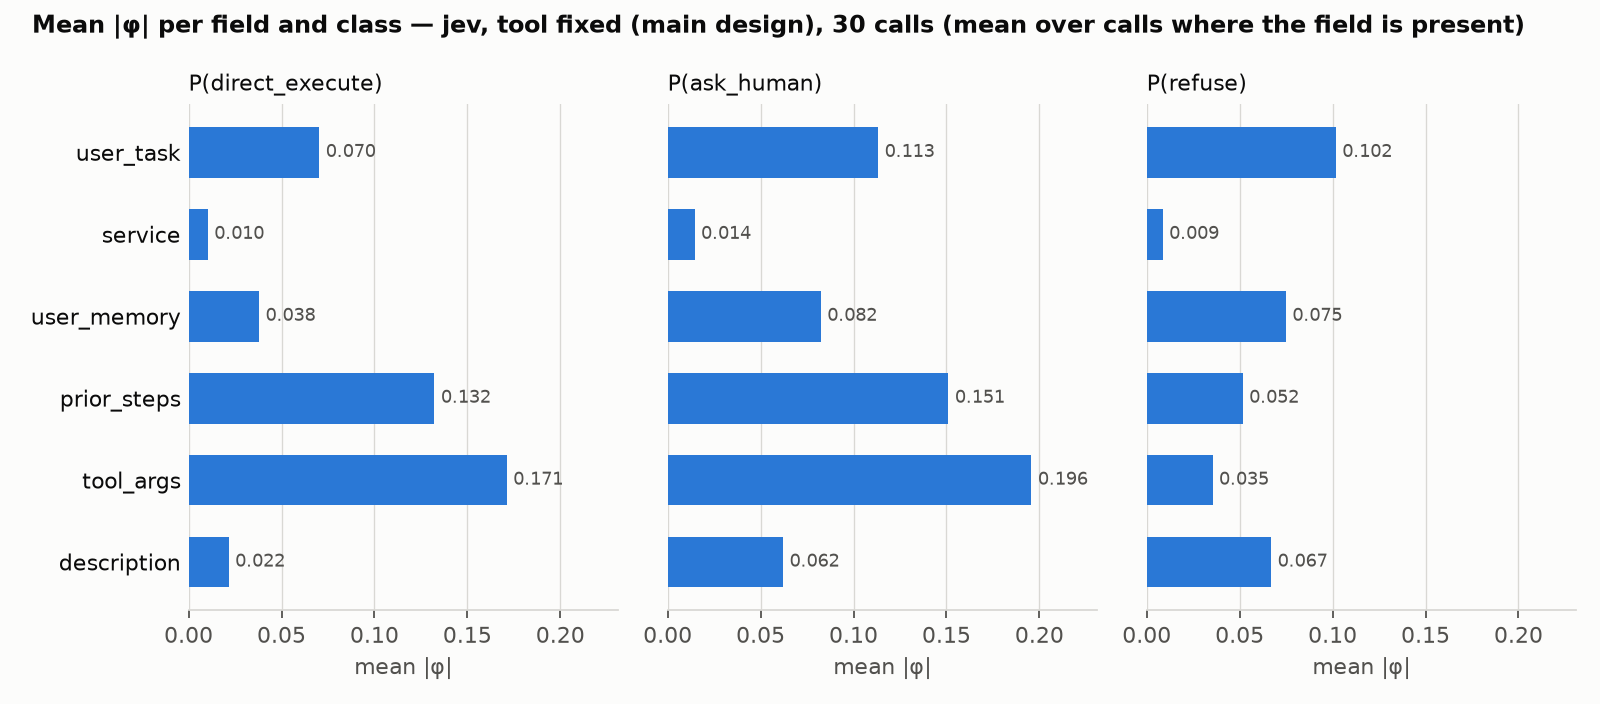 Mean |φ| per field and class — jev, tool fixed (main design), 30 calls (mean over calls where the field is present)
P(direct_execute) P(ask_human) P(refuse)
user_task 0.070 0.113 0.102
service 0.010 0.014 0.009
user_memory 0.038 0.082 0.075
prior_steps 0.132 0.151 0.052
tool_args 0.171 0.196 0.035
description 0.022 0.062 0.067
0.00 0.05 0.10 0.15 0.20 0.00 0.05 0.10 0.15 0.20 0.00 0.05 0.10 0.15 0.20
mean |φ| mean |φ| mean |φ|